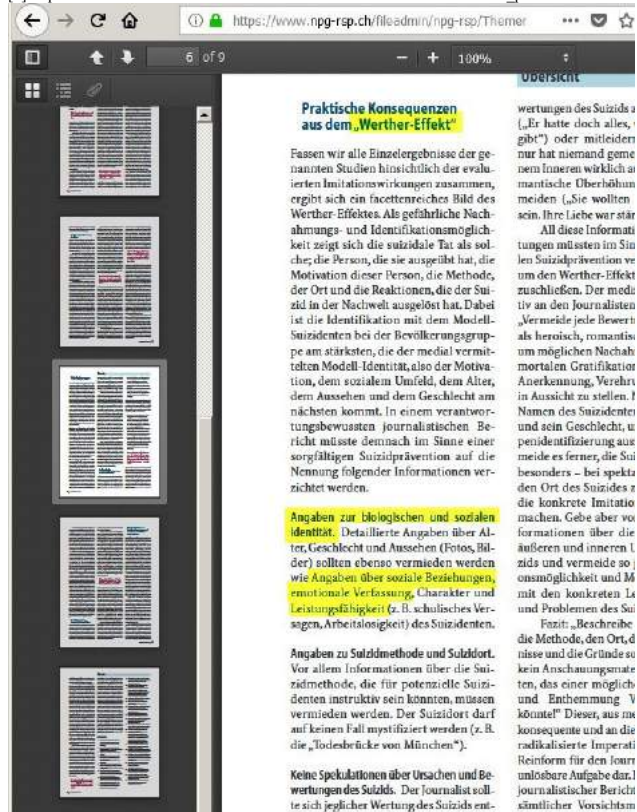 https://www.npg-rsp.ch/fileadmin/npg-rsp/Themer
6 of 9
100%
Übersicht
Praktische Konsequenzen
aus dem „Werther-Effekt“
Fassen wir alle Einzelergebnisse der ge-
nannten Studien hinsichtlich der evalu-
ierten Imitationswirkungen zusammen,
ergibt sich ein facettenreiches Bild des
Werther-Effektes. Als gefährliche Nach-
ahmungs- und Identifikationsmöglich-
keit zeigt sich die suizidale Tat als sol-
che, die Person, die sie ausgeübt hat, die
Motivation dieser Person, die Methode,
der Ort und die Reaktionen, die der Sui-
zid in der Nachwelt ausgelöst hat. Dabei
ist die Identifikation mit dem Modell-
Suizidenten bei der Bevölkerungsgrup-
pe am stärksten, die der medial vermit-
telten Modell-Identität, also der Motiva-
tion, dem sozialem Umfeld, dem Alter,
dem Aussehen und dem Geschlecht am
nächsten kommt. In einem verantwor-
tungsbewussten journalistischen Be-
richt müsste demnach im Sinne einer
sorgfältigen Suizidprävention auf die
Nennung folgender Informationen ver-
zichtet werden.
Angaben zur biologischen und sozialen
Identität. Detaillierte Angaben über Al-
ter, Geschlecht und Aussehen (Fotos, Bil-
der) sollten ebenso vermieden werden
wie Angaben über soziale Beziehungen,
emotionale Verfassung, Charakter und
Leistungsfähigkeit (z. B. schulisches Ver-
sagen, Arbeitslosigkeit) des Suizidenten.
Angaben zu Suizidmethode und Suizidort.
Vor allem Informationen über die Sui-
zidmethode, die für potenzielle Suizi-
denten instruktiv sein könnten, müssen
vermieden werden. Der Suizidort darf
auf keinen Fall mystifiziert werden (z. B.
die „Todesbrücke von München“).
Keine Spekulationen über Ursachen und Be-
wertungen des Suizids. Der Journalist soll-
te sich jeglicher Wertung des Suizids ent-
wertungen des Suizids
(„Er hatte doch alles,
gibt“) oder mitleider
nur hat niemand geme
nem Inneren wirklich
mantische Überhöhun
meiden („Sie wollten
sein. Ihre Liebe war stär
All diese Informati
tungen müssten im Sin
len Suizidprävention ve
um den Werther-Effekt
zuschließen. Der media
tiv an den Journalisten
„Vermeide jede Bewert
als heroisch, romantis
um möglichen Nachah
mortalen Gratifikation
Anerkennung, Verehru
in Aussicht zu stellen.
Namen des Suizidenten
und sein Geschlecht, u
penidentifizierung aus
meide es ferner, die Sui
besonders – bei spektа
den Ort des Suizides z
die konkrete Imitatio
machen. Gebe aber vo
formationen über die
äußeren und inneren U
zids und vermeide so j
onsmöglichkeit und M
mit den konkreten Le
und Problemen des Sui
Fazit: „Beschreibe
die Methode, den Ort, d
nisse und die Gründe so
kein Anschauungsmate
ten, das einer mögliche
und Enthemmung V
könnte!“ Dieser, aus me
konsequente und an die
radikalisierte Imperati
Reinform für den Journ
unlösbare Aufgabe dar.
journalistischer Berich
sämtlicher Vorsichtsm